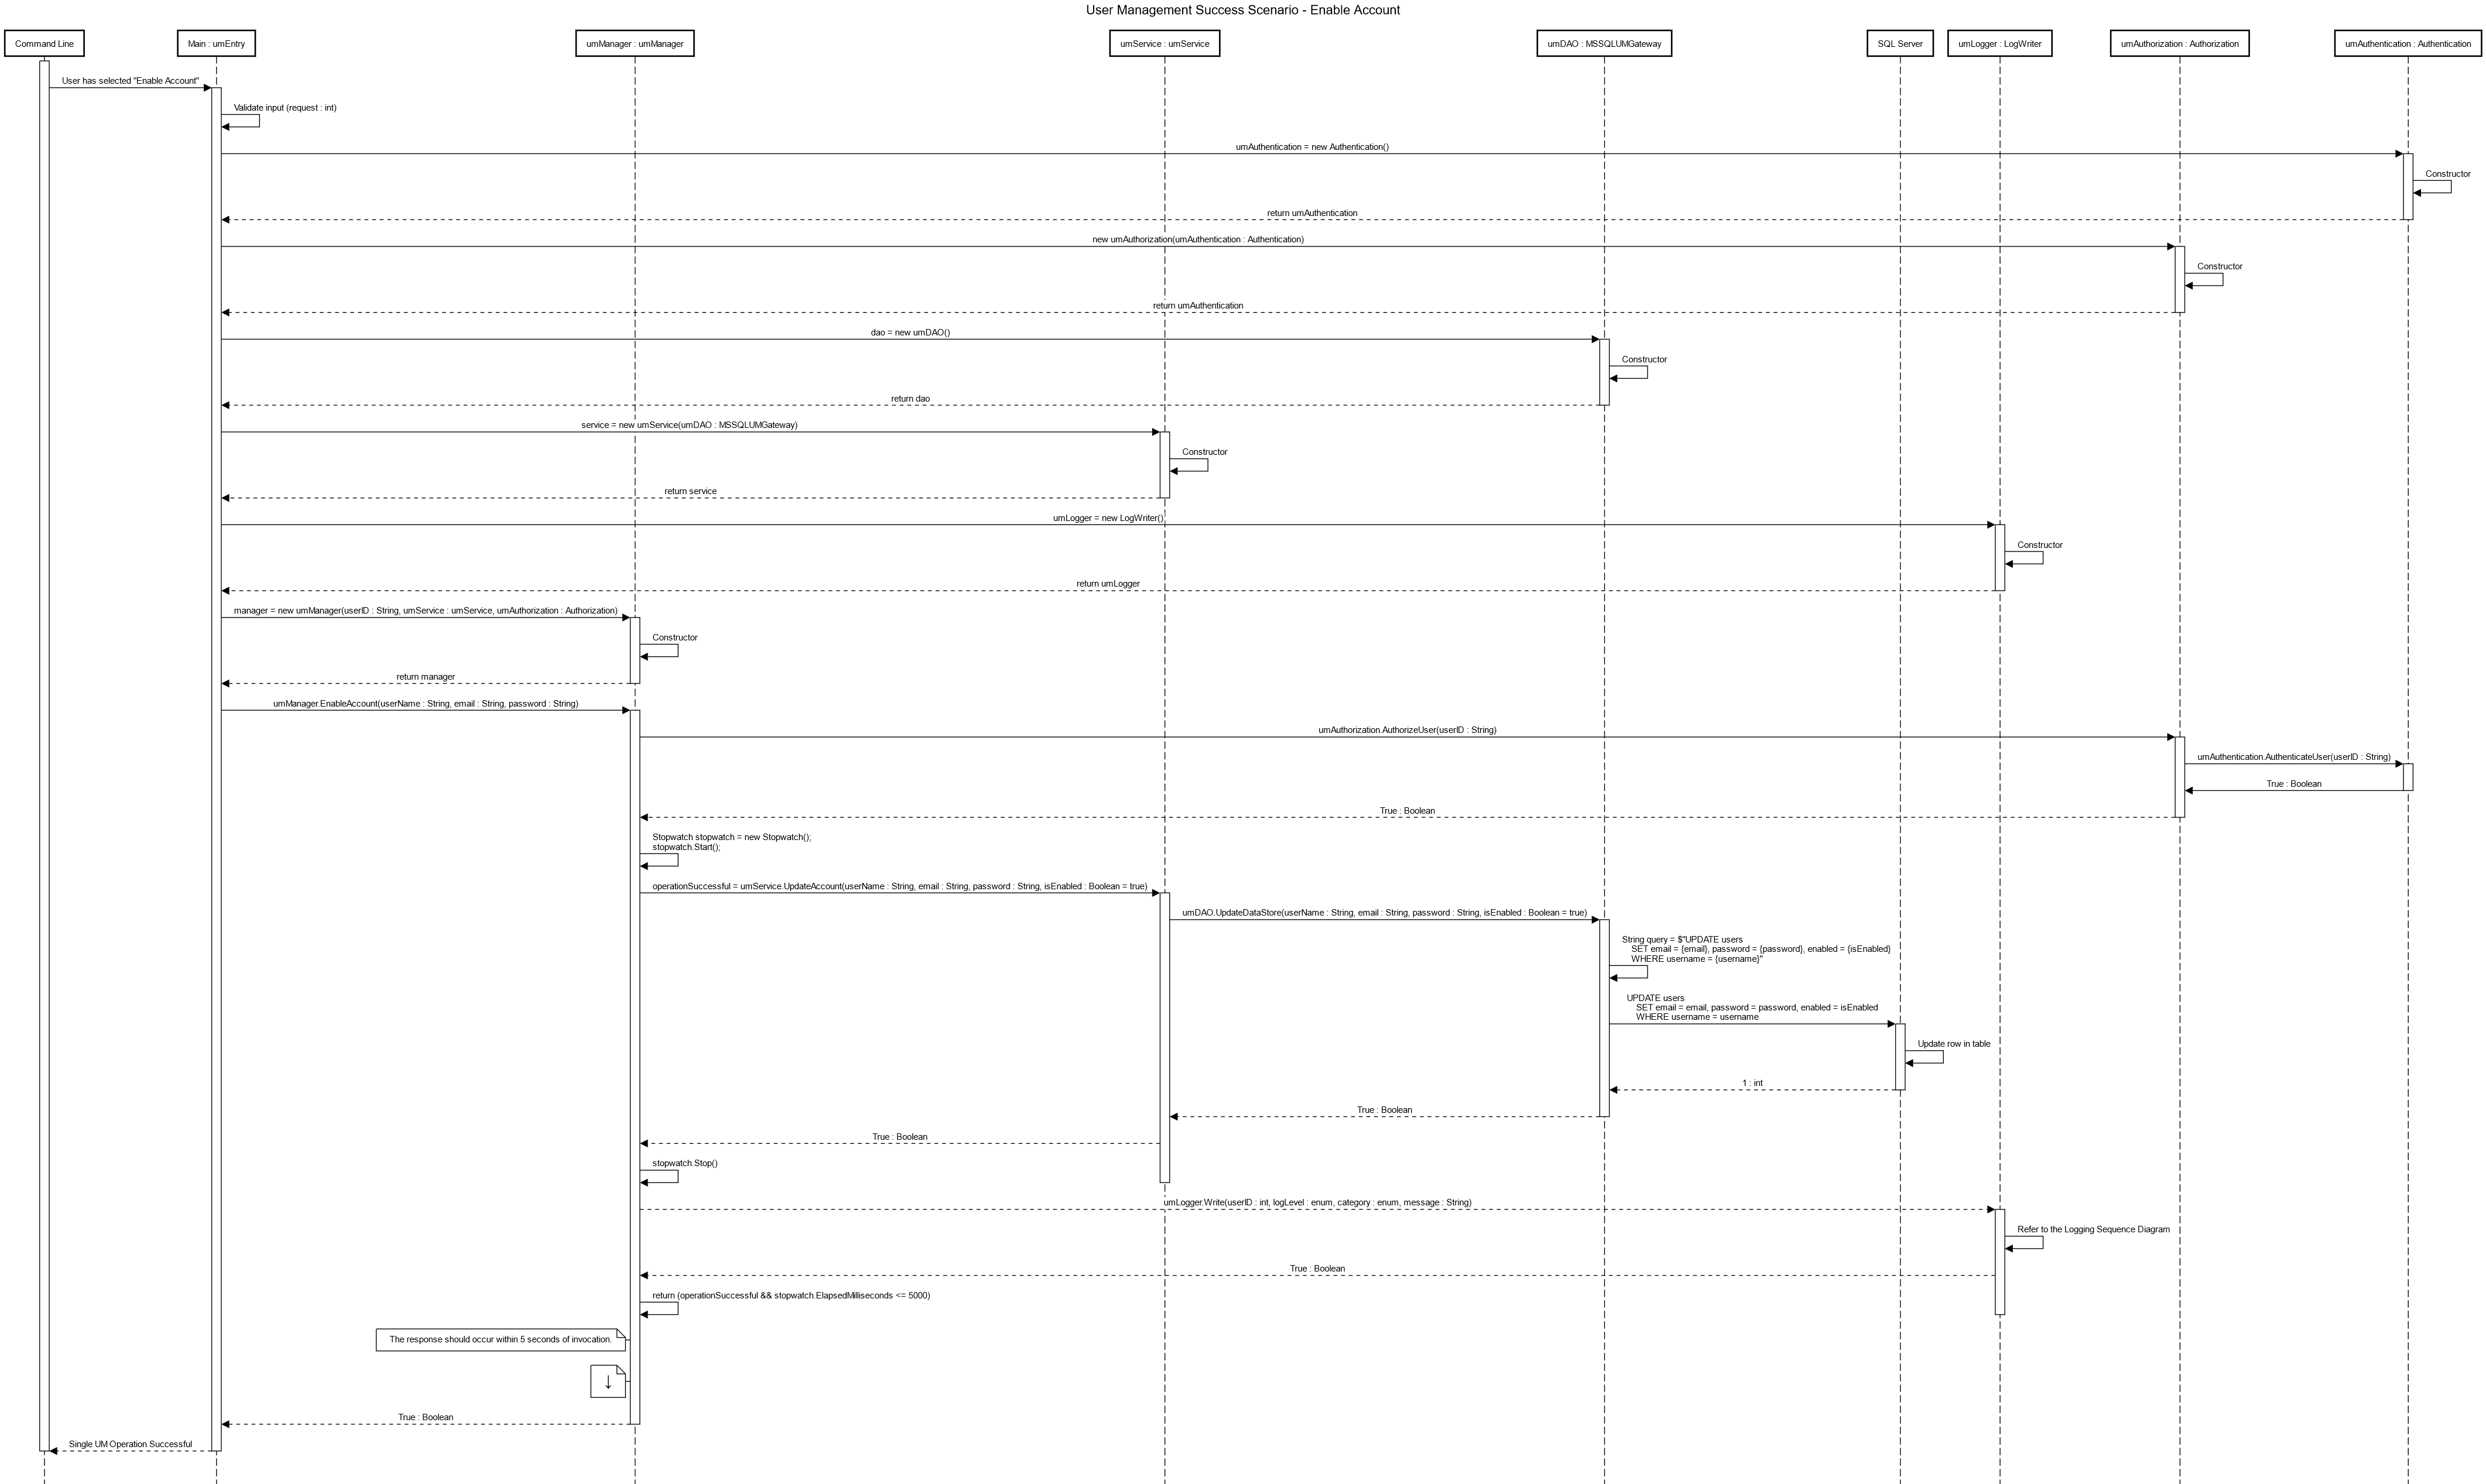 User Management Success Scenario - Enable Account
Command Line
Main : umEntry
umManager : umManager
umService : umService
umDAO : MSSQLUMGateway
SQL Server
umLogger : LogWriter
umAuthorization : Authorization
umAuthentication : Authentication
User has selected "Enable Account"
Validate input (request : int)
umAuthentication = new Authentication()
Constructor
return umAuthentication
new umAuthorization(umAuthentication : Authentication)
Constructor
return umAuthentication
dao = new umDAO()
Constructor
return dao
service = new umService(umDAO : MSSQLUMGateway)
Constructor
return service
umLogger = new LogWriter()
Constructor
return umLogger
manager = new umManager(userID : String, umService : umService, umAuthorization : Authorization)
Constructor
return manager
umManager.EnableAccount(userName : String, email : String, password : String)
umAuthorization.AuthorizeUser(userID : String)
umAuthentication.AuthenticateUser(userID : String)
True : Boolean
True : Boolean
Stopwatch stopwatch = new Stopwatch();
stopwatch.Start();
operationSuccessful = umService.UpdateAccount(userName : String, email : String, password : String, isEnabled : Boolean = true)
umDAO.UpdateDataStore(userName : String, email : String, password : String, isEnabled : Boolean = true)
String query = $"UPDATE users
SET email = {email}, password = {password}, enabled = {isEnabled}
WHERE username = {username}"
UPDATE users
SET email = email, password = password, enabled = isEnabled
WHERE username = username
Update row in table
1 : int
True : Boolean
True : Boolean
stopwatch.Stop()
umLogger.Write(userID : int, logLevel : enum, category : enum, message : String)
Refer to the Logging Sequence Diagram
True : Boolean
return (operationSuccessful && stopwatch.ElapsedMilliseconds <= 5000)
The response should occur within 5 seconds of invocation.
↓
True : Boolean
Single UM Operation Successful